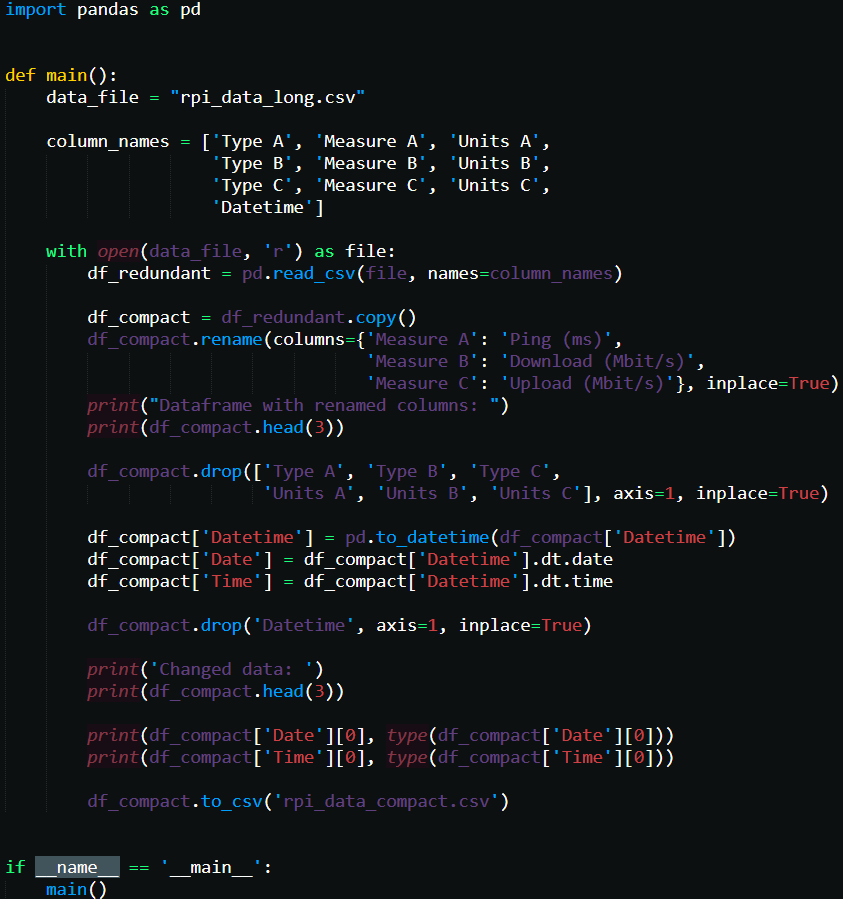 import pandas as pd
def main():
    data_file = "rpi_data_long.csv"
    column_names = ['Type A', 'Measure A', 'Units A',
                    'Type B', 'Measure B', 'Units B',
                    'Type C', 'Measure C', 'Units C',
                    'Datetime']
    with open(data_file, 'r') as file:
        df_redundant = pd.read_csv(file, names=column_names)
        df_compact = df_redundant.copy()
        df_compact.rename(columns={'Measure A': 'Ping (ms)',
                                   'Measure B': 'Download (Mbit/s)',
                                   'Measure C': 'Upload (Mbit/s)'}, inplace=True)
        print("Dataframe with renamed columns: ")
        print(df_compact.head(3))
        df_compact.drop(['Type A', 'Type B', 'Type C',
                         'Units A', 'Units B', 'Units C'], axis=1, inplace=True)
        df_compact['Datetime'] = pd.to_datetime(df_compact['Datetime'])
        df_compact['Date'] = df_compact['Datetime'].dt.date
        df_compact['Time'] = df_compact['Datetime'].dt.time
        df_compact.drop('Datetime', axis=1, inplace=True)
        print('Changed data: ')
        print(df_compact.head(3))
        print(df_compact['Date'][0], type(df_compact['Date'][0]))
        print(df_compact['Time'][0], type(df_compact['Time'][0]))
        df_compact.to_csv('rpi_data_compact.csv')
if __name__ == '__main__':
    main()